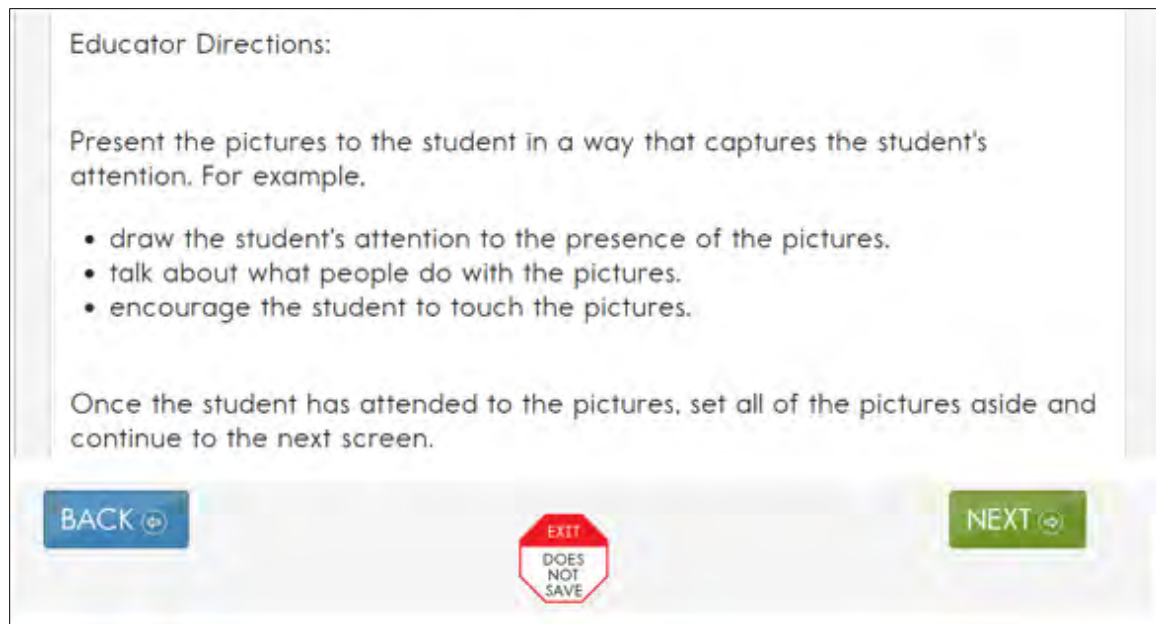 Educator Directions:
Present the pictures to the student in a way that captures the student's
attention. For example,
• draw the student's attention to the presence of the pictures.
• talk about what people do with the pictures.
• encourage the student to touch the pictures.
Once the student has attended to the pictures, set all of the pictures aside and
continue to the next screen.
BACK
NEXT
EXIT
DOES
NOT
SAVE